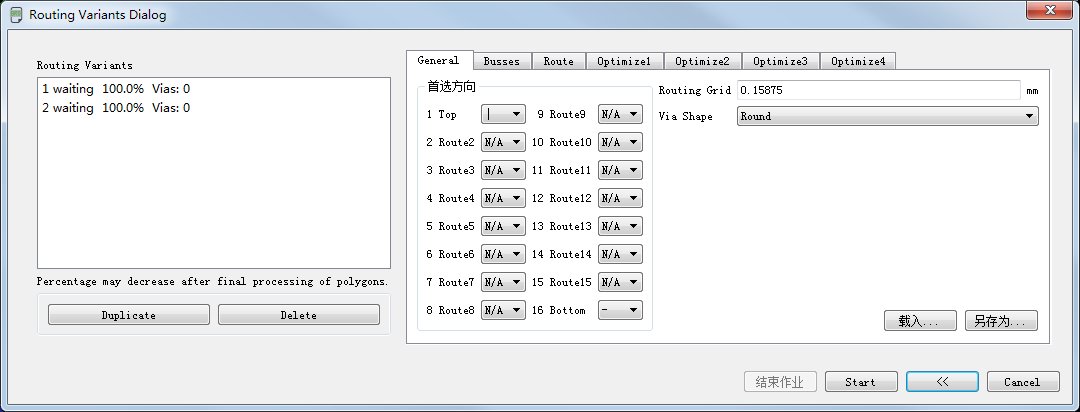 Routing Variants Dialog
Routing Variants
1 waiting 100.0% Vias: 0
2 waiting 100.0% Vias: 0
Percentage may decrease after final processing of polygons.
Duplicate Delete
General Busses Route Optimize1 Optimize2 Optimize3 Optimize4
首选方向
1 Top | 9 Route9 N/A
2 Route2 N/A 10 Route10 N/A
3 Route3 N/A 11 Route11 N/A
4 Route4 N/A 12 Route12 N/A
5 Route5 N/A 13 Route13 N/A
6 Route6 N/A 14 Route14 N/A
7 Route7 N/A 15 Route15 N/A
8 Route8 N/A 16 Bottom -
Routing Grid 0.15875 mm
Via Shape Round
载入... 另存为...
结束作业 Start << Cancel